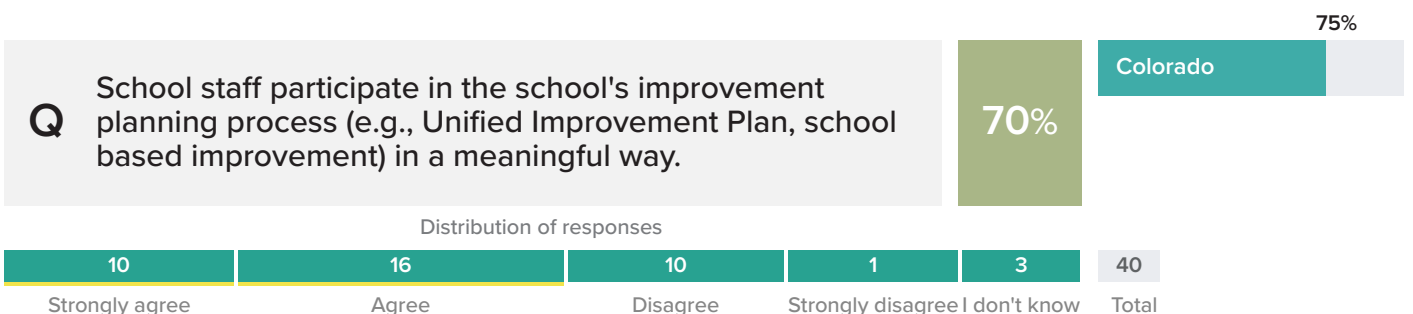 75%
Q
School staff participate in the school's improvement
planning process (e.g., Unified Improvement Plan, school
based improvement) in a meaningful way.
70%
Colorado
Distribution of responses
10 16 10 1 3 40
Strongly agree Agree Disagree Strongly disagree I don't know Total